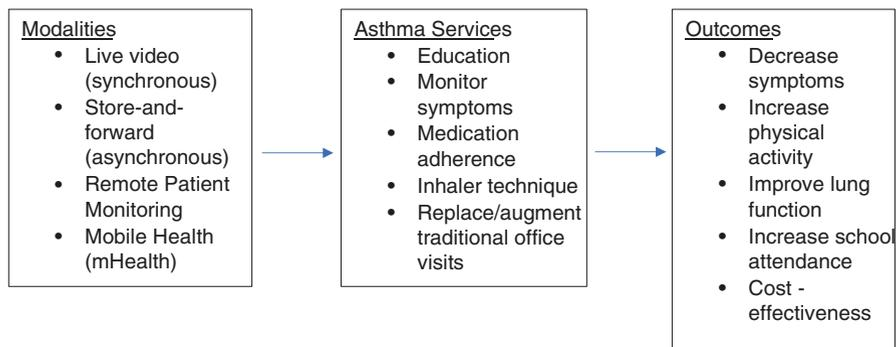 Modalities
• Live video
(synchronous)
• Store-and-
forward
(asynchronous)
• Remote Patient
Monitoring
• Mobile Health
(mHealth)
Asthma Services
• Education
• Monitor
symptoms
• Medication
adherence
• Inhaler technique
• Replace/augment
traditional office
visits
Outcomes
• Decrease
symptoms
• Increase
physical
activity
• Improve lung
function
• Increase school
attendance
• Cost -
effectiveness